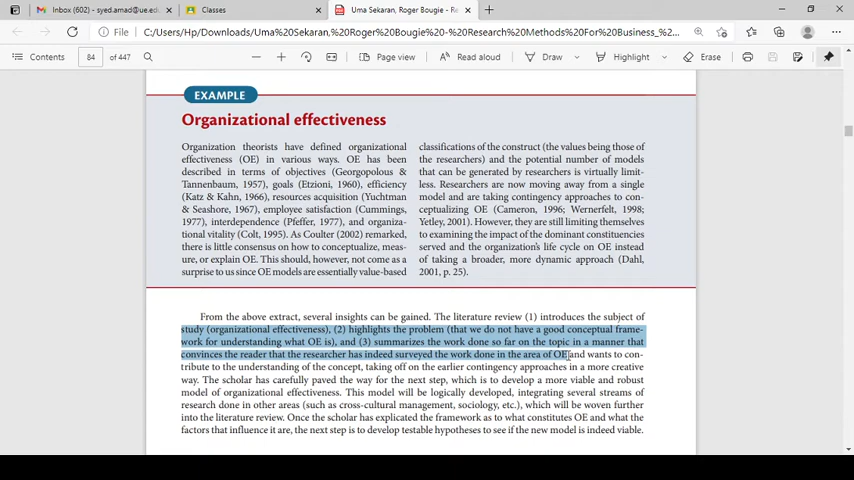 Inbox (602) - syed.amad@ue.ed
Classes
Uma Sekaran, Roger Bougie - Re
File
C:/Users/Hp/Downloads/Uma%20Sekaran,%20Roger%20Bougie%20-%20Research%20Methods%20For%20Business_%...
Contents
84
of 447
Page view
Read aloud
Draw
Highlight
Erase
EXAMPLE
Organizational effectiveness
Organization theorists have defined organizational
effectiveness (OE) in various ways. OE has been
described in terms of objectives (Georgopolous &
Tannenbaum, 1957), goals (Etzioni, 1960), efficiency
(Katz & Kahn, 1966), resources acquisition (Yuchtman
& Seashore, 1967), employee satisfaction (Cummings,
1977), interdependence (Pfeffer, 1977), and organiza-
tional vitality (Colt, 1995). As Coulter (2002) remarked,
there is little consensus on how to conceptualize, meas-
ure, or explain OE. This should, however, not come as a
surprise to us since OE models are essentially value-based
classifications of the construct (the values being those of
the researchers) and the potential number of models
that can be generated by researchers is virtually limit-
less. Researchers are now moving away from a single
model and are taking contingency approaches to con-
ceptualizing OE (Cameron, 1996; Wernerfelt, 1998;
Yetley, 2001). However, they are still limiting themselves
to examining the impact of the dominant constituencies
served and the organization's life cycle on OE instead
of taking a broader, more dynamic approach (Dahl,
2001, p. 25).
From the above extract, several insights can be gained. The literature review (1) introduces the subject of
study (organizational effectiveness), (2) highlights the problem (that we do not have a good conceptual frame-
work for understanding what OE is), and (3) summarizes the work done so far on the topic in a manner that
convinces the reader that the researcher has indeed surveyed the work done in the area of OE and wants to con-
tribute to the understanding of the concept, taking off on the earlier contingency approaches in a more creative
way. The scholar has carefully paved the way for the next step, which is to develop a more viable and robust
model of organizational effectiveness. This model will be logically developed, integrating several streams of
research done in other areas (such as cross-cultural management, sociology, etc.), which will be woven further
into the literature review. Once the scholar has explicated the framework as to what constitutes OE and what the
factors that influence it are, the next step is to develop testable hypotheses to see if the new model is indeed viable.